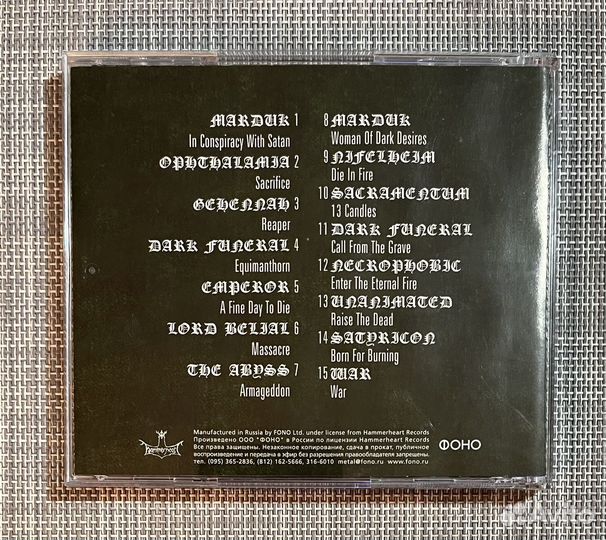 MARDUK 1
In Conspiracy With Satan
OPHTHALAMIA 2
Sacrifice
GEHENNAH 3
Reaper
DARK FUNERAL 4
Equimanthorn
EMPEROR 5
A Fine Day To Die
LORD BELIAL 6
Massacre
THE ABYSS 7
Armageddon
8 MARDUK
Woman Of Dark Desires
9 NIFELHEIM
Die In Fire
10 SACRAMENTUM
13 Candles
11 DARK FUNERAL
Call From The Grave
12 NECROPHOBIC
Enter The Eternal Fire
13 UNANIMATED
Raise The Dead
14 SATYRICON
Born For Burning
15 WAR
War
Manufactured in Russia by FONO Ltd. under license from Hammerheart Records
Произведено ООО "ФОНО" в России по лицензии Hammerheart Records
Все права защищены. Незаконное копирование, сдача в прокат, публичное
воспроизведение и передача в эфир без разрешения правообладателя запрещены.
тел. (095) 365-2836, (812) 162-5666, 316-6010 metal@fono.ru www.fono.ru
ФОНО
Avito